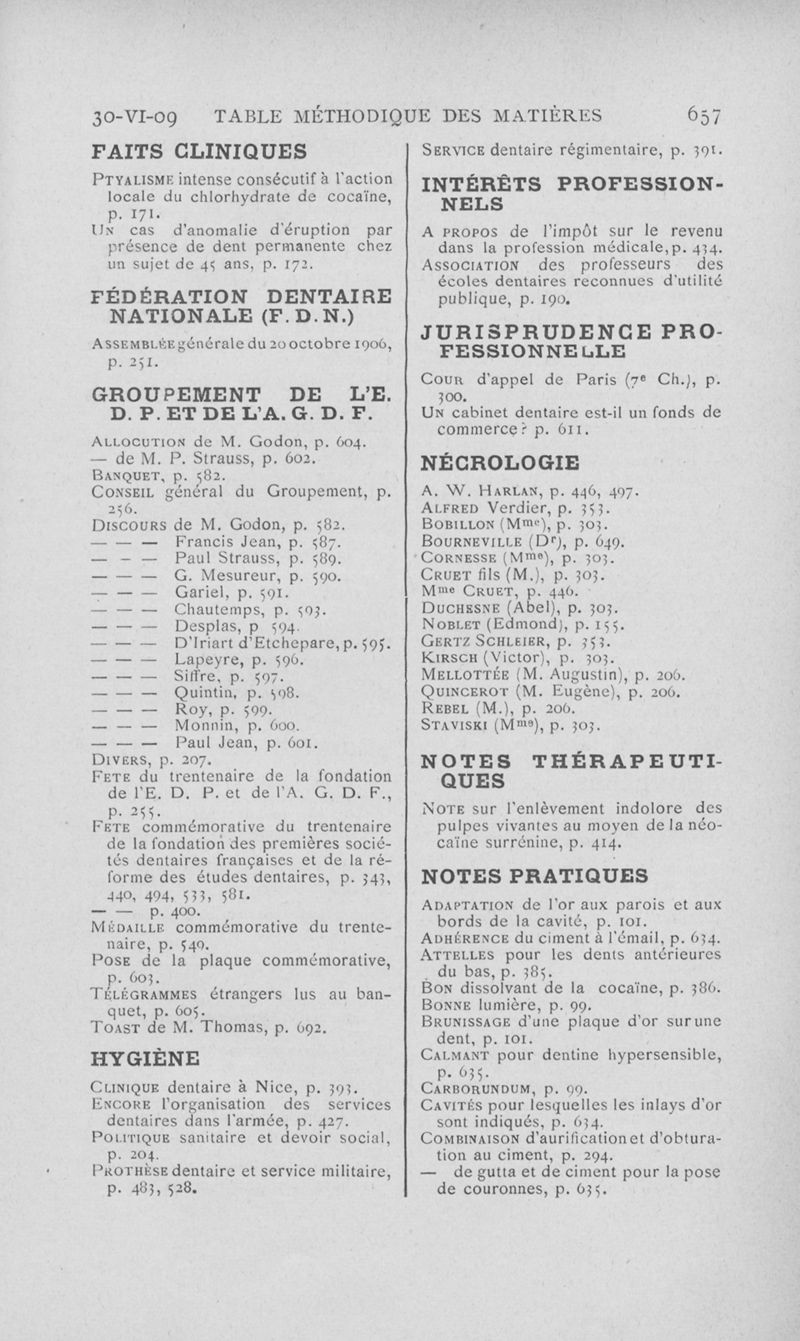 30-VI-09 TABLE MÉTHODIQUE DES MATIÈRES 657
FAITS CLINIQUES
PTYALISME intense consécutif à l'action
locale du chlorhydrate de cocaïne,
p. 171.
UN cas d'anomalie d'éruption par
présence de dent permanente chez
un sujet de 45 ans, p. 172.
FÉDÉRATION DENTAIRE
NATIONALE (F. D. N.)
ASSEMBLÉE générale du 20 octobre 1906,
p. 251.
GROUPEMENT DE L'E.
D. P. ET DE L'A. G. D. F.
ALLOCUTION de M. Godon, p. 604.
— de M. P. Strauss, p. 602.
BANQUET, p. 582.
CONSEIL général du Groupement, p.
256.
DISCOURS de M. Godon, p. 582.
— — — Francis Jean, p. 587.
— — — Paul Strauss, p. 589.
— — — G. Mesureur, p. 590.
— — — Gariel, p. 591.
— — — Chautemps, p. 593.
— — — Desplas, p 594.
— — — D'Iriart d'Etchepare, p. 595.
— — — Lapeyre, p. 596.
— — — Siffre, p. 597.
— — — Quintin, p. 598.
— — — Roy, p. 599.
— — — Monnin, p. 600.
— — — Paul Jean, p. 601.
DIVERS, p. 207.
FETE du trentenaire de la fondation
de l'E. D. P. et de l'A. G. D. F.,
p. 255.
FETE commémorative du trentenaire
de la fondation des premières socié-
tés dentaires françaises et de la ré-
forme des études dentaires, p. 343,
440, 494, 533, 581.
— — p. 400.
MÉDAILLE commémorative du trente-
naire, p. 540.
POSE de la plaque commémorative,
p. 603.
TÉLÉGRAMMES étrangers lus au ban-
quet, p. 605.
TOAST de M. Thomas, p. 692.
HYGIÈNE
CLINIQUE dentaire à Nice, p. 393.
ENCORE l'organisation des services
dentaires dans l'armée, p. 427.
POLITIQUE sanitaire et devoir social,
p. 204.
PROTHÈSE dentaire et service militaire,
p. 483, 528.
SERVICE dentaire régimentaire, p. 391.
INTÉRÊTS PROFESSION-
NELS
A PROPOS de l'impôt sur le revenu
dans la profession médicale, p. 434.
ASSOCIATION des professeurs des
écoles dentaires reconnues d'utilité
publique, p. 190.
JURISPRUDENCE PRO-
FESSIONNELLE
COUR d'appel de Paris (7e Ch.), p.
300.
UN cabinet dentaire est-il un fonds de
commerce? p. 611.
NÉCROLOGIE
A. W. HARLAN, p. 446, 497.
ALFRED Verdier, p. 353.
BOBILLON (Mme), p. 303.
BOURNEVILLE (Dr), p. 649.
CORNESSE (Mme), p. 303.
CRUET fils (M.), p. 303.
Mme CRUET, p. 446.
DUCHESNE (Abel), p. 303.
NOBLET (Edmond), p. 155.
GERTZ SCHLEIER, p. 353.
KIRSCH (Victor), p. 303.
MELLOTTÉE (M. Augustin), p. 206.
QUINCEROT (M. Eugène), p. 206.
REBEL (M.), p. 206.
STAVISKI (Mme), p. 303.
NOTES THÉRAPEUTI-
QUES
NOTE sur l'enlèvement indolore des
pulpes vivantes au moyen de la néo-
caïne surrénine, p. 414.
NOTES PRATIQUES
ADAPTATION de l'or aux parois et aux
bords de la cavité, p. 101.
ADHÉRENCE du ciment à l'émail, p. 634.
ATTELLES pour les dents antérieures
du bas, p. 385.
BON dissolvant de la cocaïne, p. 386.
BONNE lumière, p. 99.
BRUNISSAGE d'une plaque d'or sur une
dent, p. 101.
CALMANT pour dentine hypersensible,
p. 635.
CARBORUNDUM, p. 99.
CAVITÉS pour lesquelles les inlays d'or
sont indiqués, p. 634.
COMBINAISON d'aurification et d'obtura-
tion au ciment, p. 294.
— de gutta et de ciment pour la pose
de couronnes, p. 635.